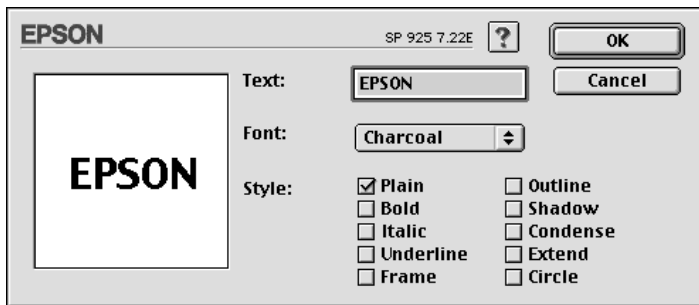 EPSON
SP 925 7.22E
?
OK
Text:
EPSON
Cancel
Font:
Charcoal
EPSON
Style:
Plain
Outline
Bold
Shadow
Italic
Condense
Underline
Extend
Frame
Circle